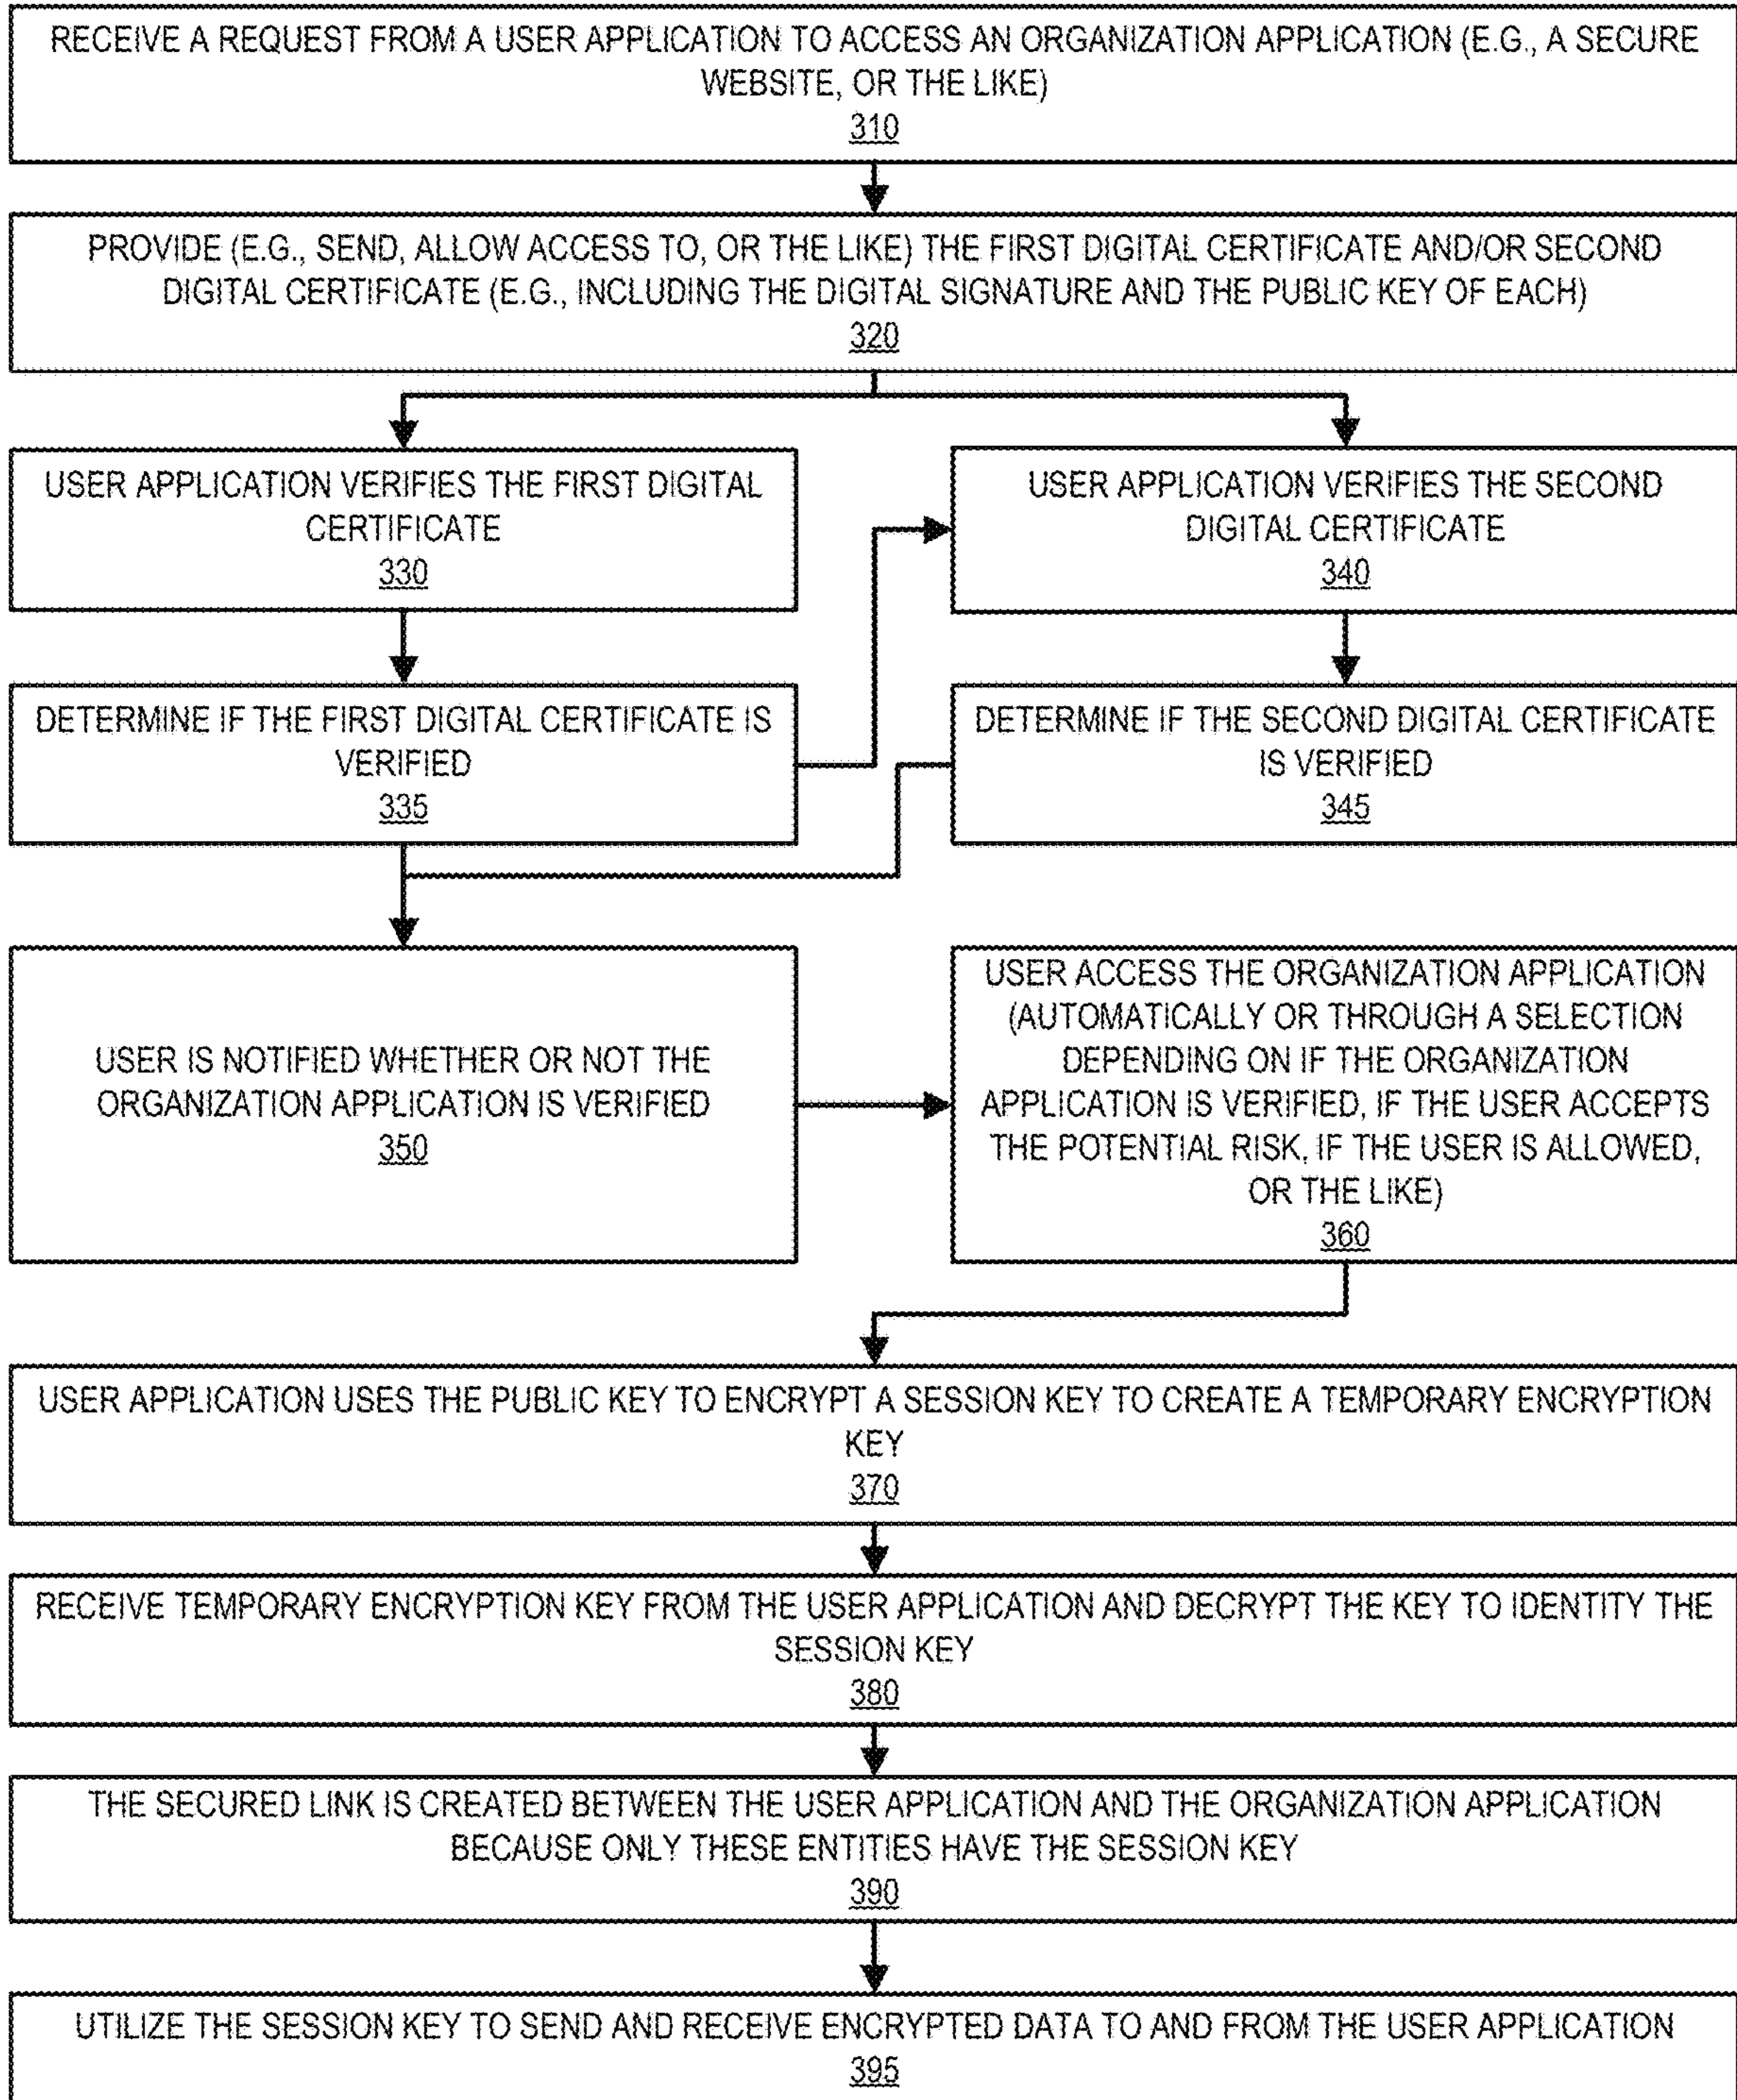 RECEIVE A REQUEST FROM A USER APPLICATION TO ACCESS AN ORGANIZATION APPLICATION (E.G., A SECURE
WEBSITE, OR THE LIKE)
310
PROVIDE (E.G., SEND, ALLOW ACCESS TO, OR THE LIKE) THE FIRST DIGITAL CERTIFICATE AND/OR SECOND
DIGITAL CERTIFICATE (E.G., INCLUDING THE DIGITAL SIGNATURE AND THE PUBLIC KEY OF EACH)
320
USER APPLICATION VERIFIES THE FIRST DIGITAL
CERTIFICATE
330
USER APPLICATION VERIFIES THE SECOND
DIGITAL CERTIFICATE
340
DETERMINE IF THE FIRST DIGITAL CERTIFICATE IS
VERIFIED
335
DETERMINE IF THE SECOND DIGITAL CERTIFICATE
IS VERIFIED
345
USER IS NOTIFIED WHETHER OR NOT THE
ORGANIZATION APPLICATION IS VERIFIED
350
USER ACCESS THE ORGANIZATION APPLICATION
(AUTOMATICALLY OR THROUGH A SELECTION
DEPENDING ON IF THE ORGANIZATION
APPLICATION IS VERIFIED, IF THE USER ACCEPTS
THE POTENTIAL RISK, IF THE USER IS ALLOWED,
OR THE LIKE)
360
USER APPLICATION USES THE PUBLIC KEY TO ENCRYPT A SESSION KEY TO CREATE A TEMPORARY ENCRYPTION
KEY
370
RECEIVE TEMPORARY ENCRYPTION KEY FROM THE USER APPLICATION AND DECRYPT THE KEY TO IDENTITY THE
SESSION KEY
380
THE SECURED LINK IS CREATED BETWEEN THE USER APPLICATION AND THE ORGANIZATION APPLICATION
BECAUSE ONLY THESE ENTITIES HAVE THE SESSION KEY
390
UTILIZE THE SESSION KEY TO SEND AND RECEIVE ENCRYPTED DATA TO AND FROM THE USER APPLICATION
395